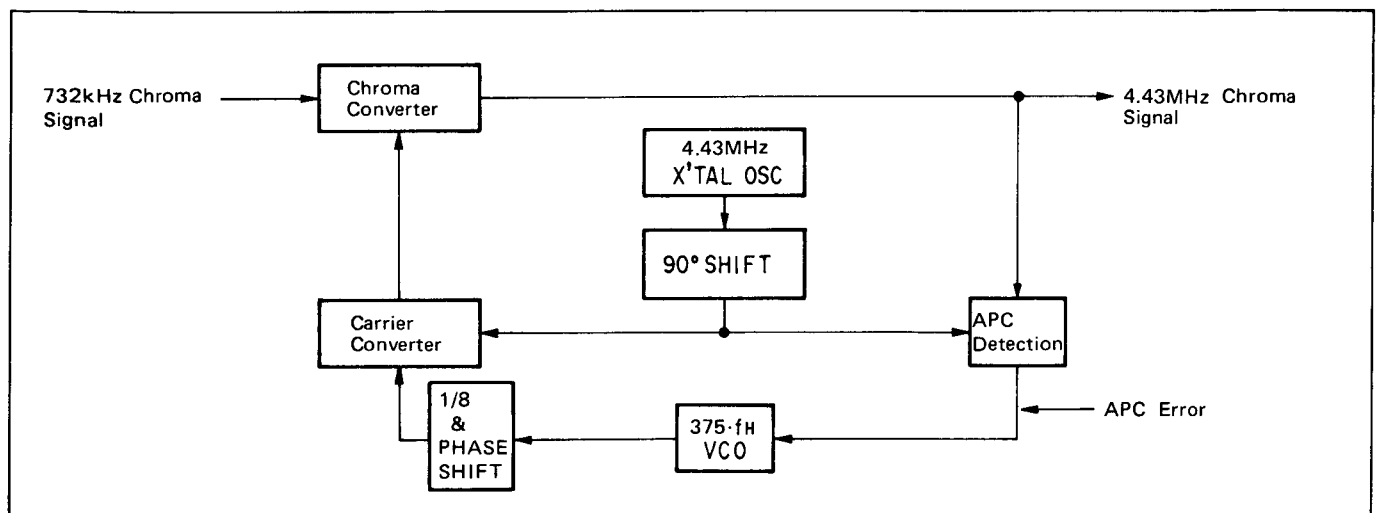 732kHz Chroma
Signal
Chroma
Converter
4.43MHz Chroma
Signal
4.43MHz
X'TAL OSC
90° SHIFT
Carrier
Converter
APC
Detection
1/8
&
PHASE
SHIFT
375·fH
VCO
APC Error